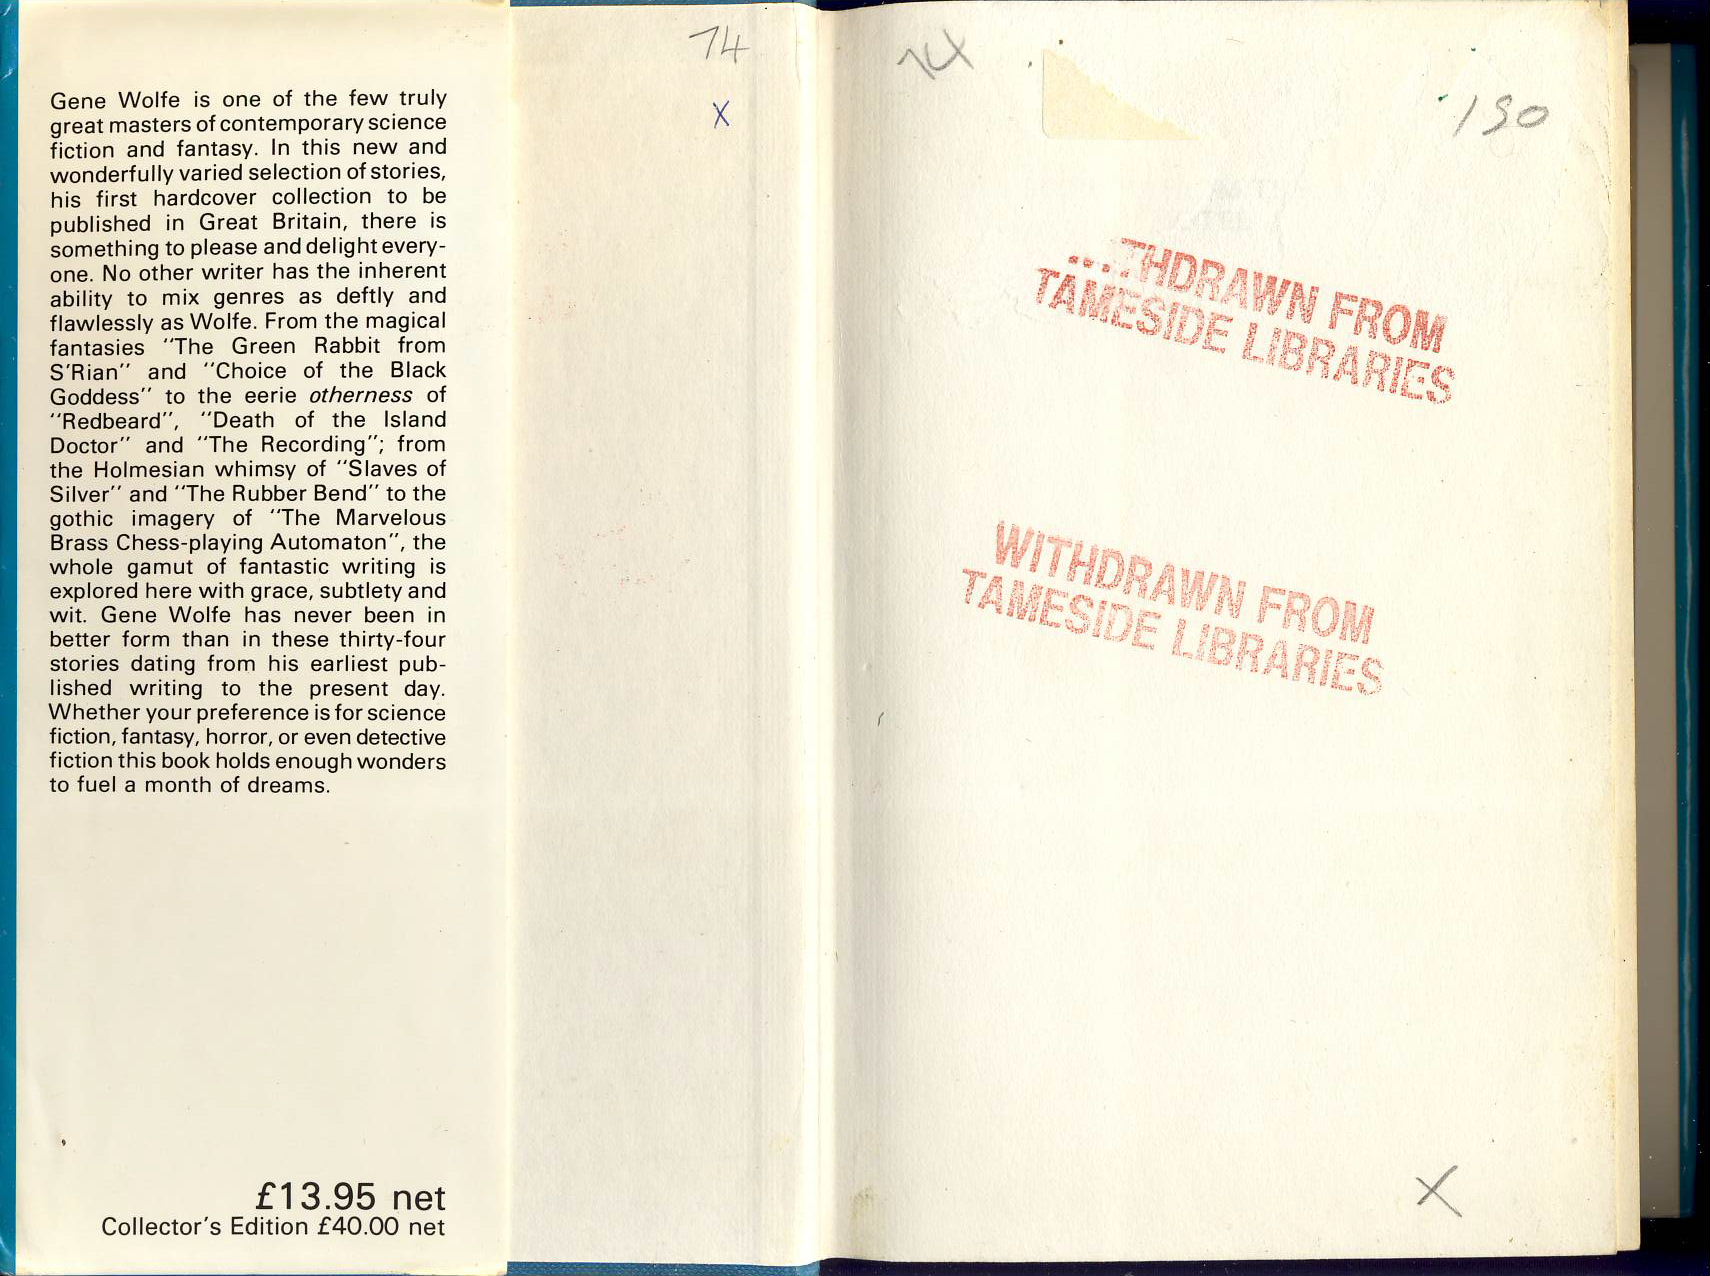 Gene Wolfe is one of the few truly
great masters of contemporary science
fiction and fantasy. In this new and
wonderfully varied selection of stories,
his first hardcover collection to be
published in Great Britain, there is
something to please and delight every-
one. No other writer has the inherent
ability to mix genres as deftly and
flawlessly as Wolfe. From the magical
fantasies "The Green Rabbit from
S'Rian" and "Choice of the Black
Goddess" to the eerie otherness of
"Redbeard", "Death of the Island
Doctor" and "The Recording"; from
the Holmesian whimsy of "Slaves of
Silver" and "The Rubber Bend" to the
gothic imagery of "The Marvelous
Brass Chess-playing Automaton", the
whole gamut of fantastic writing is
explored here with grace, subtlety and
wit. Gene Wolfe has never been in
better form than in these thirty-four
stories dating from his earliest pub-
lished writing to the present day.
Whether your preference is for science
fiction, fantasy, horror, or even detective
fiction this book holds enough wonders
to fuel a month of dreams.
£13.95 net
Collector's Edition £40.00 net
74
X
THDRAWN FROM
TAMESIDE LIBRARIES
WITHDRAWN FROM
TAMESIDE LIBRARIES
X